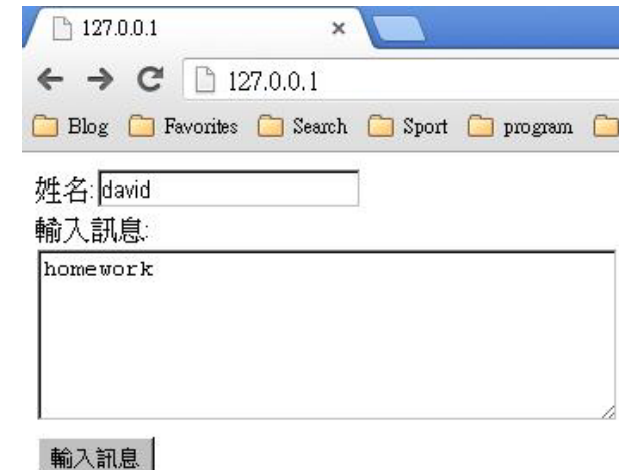 127.0.0.1
127.0.0.1
Blog Favorites Search Sport program
姓名:david
輸入訊息:
homework
輸入訊息